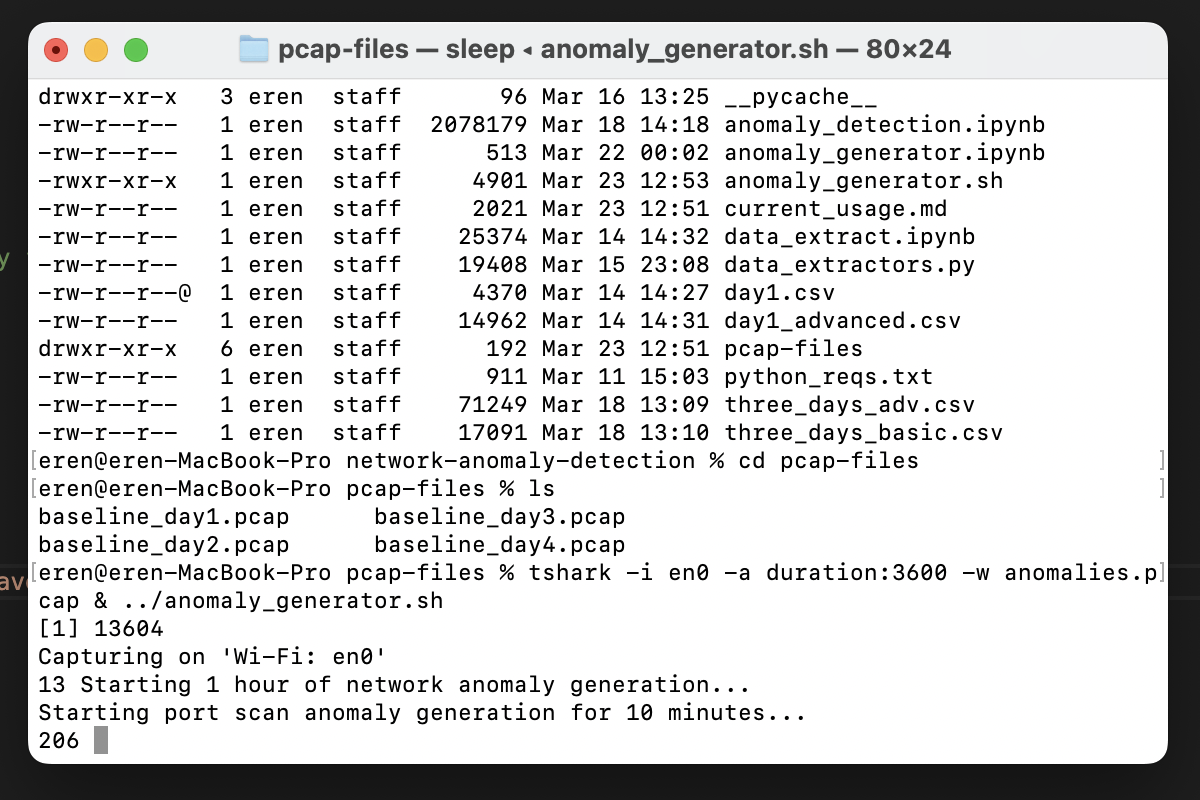 pcap-files — sleep ◂ anomaly_generator.sh — 80×24
drwxr-xr-x   3 eren  staff       96 Mar 16 13:25 __pycache__
-rw-r--r--   1 eren  staff  2078179 Mar 18 14:18 anomaly_detection.ipynb
-rw-r--r--   1 eren  staff      513 Mar 22 00:02 anomaly_generator.ipynb
-rwxr-xr-x   1 eren  staff     4901 Mar 23 12:53 anomaly_generator.sh
-rw-r--r--   1 eren  staff     2021 Mar 23 12:51 current_usage.md
-rw-r--r--   1 eren  staff    25374 Mar 14 14:32 data_extract.ipynb
-rw-r--r--   1 eren  staff    19408 Mar 15 23:08 data_extractors.py
-rw-r--r--@  1 eren  staff     4370 Mar 14 14:27 day1.csv
-rw-r--r--   1 eren  staff    14962 Mar 14 14:31 day1_advanced.csv
drwxr-xr-x   6 eren  staff      192 Mar 23 12:51 pcap-files
-rw-r--r--   1 eren  staff      911 Mar 11 15:03 python_reqs.txt
-rw-r--r--   1 eren  staff    71249 Mar 18 13:09 three_days_adv.csv
-rw-r--r--   1 eren  staff    17091 Mar 18 13:10 three_days_basic.csv
[eren@eren-MacBook-Pro network-anomaly-detection % cd pcap-files ]
[eren@eren-MacBook-Pro pcap-files % ls ]
baseline_day1.pcap      baseline_day3.pcap
baseline_day2.pcap      baseline_day4.pcap
[eren@eren-MacBook-Pro pcap-files % tshark -i en0 -a duration:3600 -w anomalies.p]
cap & ../anomaly_generator.sh
[1] 13604
Capturing on 'Wi-Fi: en0'
13 Starting 1 hour of network anomaly generation...
Starting port scan anomaly generation for 10 minutes...
206